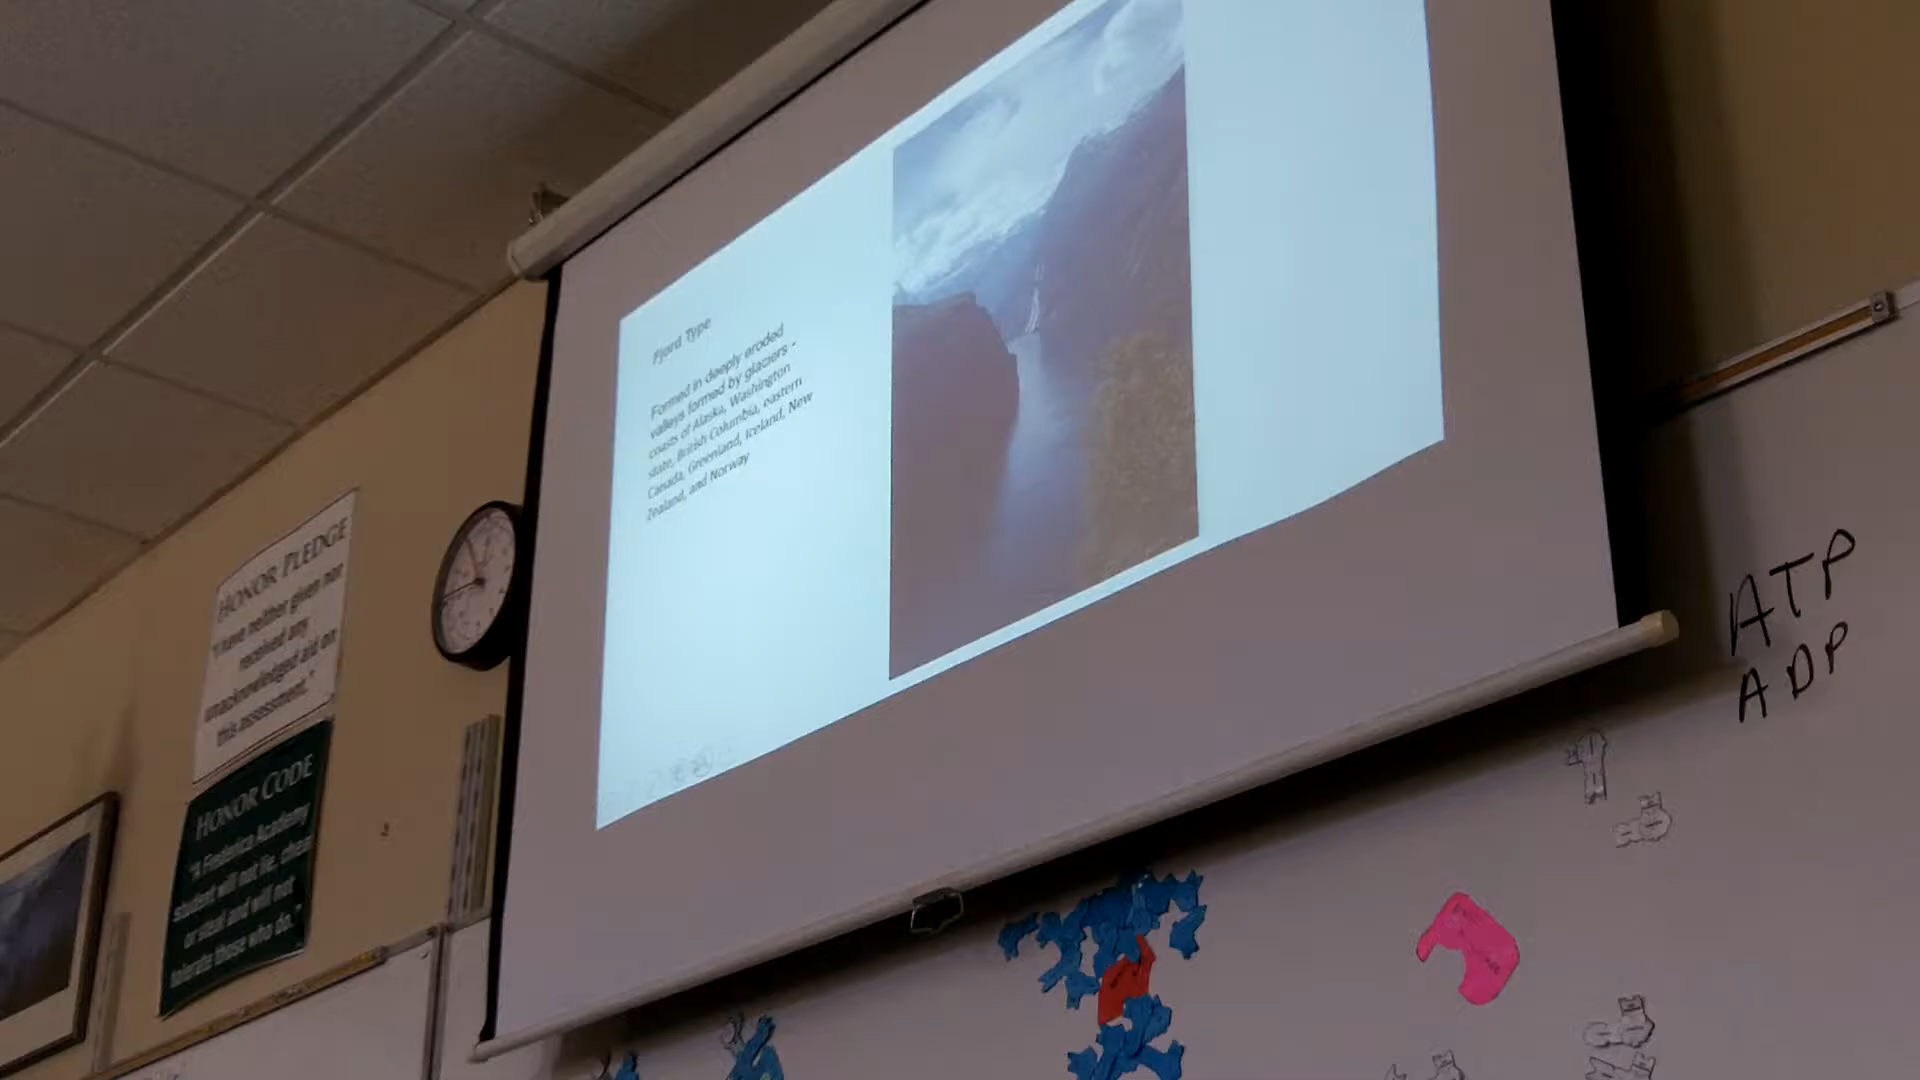 Fjord Type
Formed in deeply eroded
valleys formed by glaciers -
coasts of Alaska, Washington
state, British Columbia, eastern
Canada, Greenland, Iceland, New
Zealand, and Norway
HONOR PLEDGE
"I have neither given nor
received any
unacknowledged aid on
this assessment."
HONOR CODE
"A Frederica Academy
student will not lie, cheat
or steal and will not
tolerate those who do."
ATP
ADP